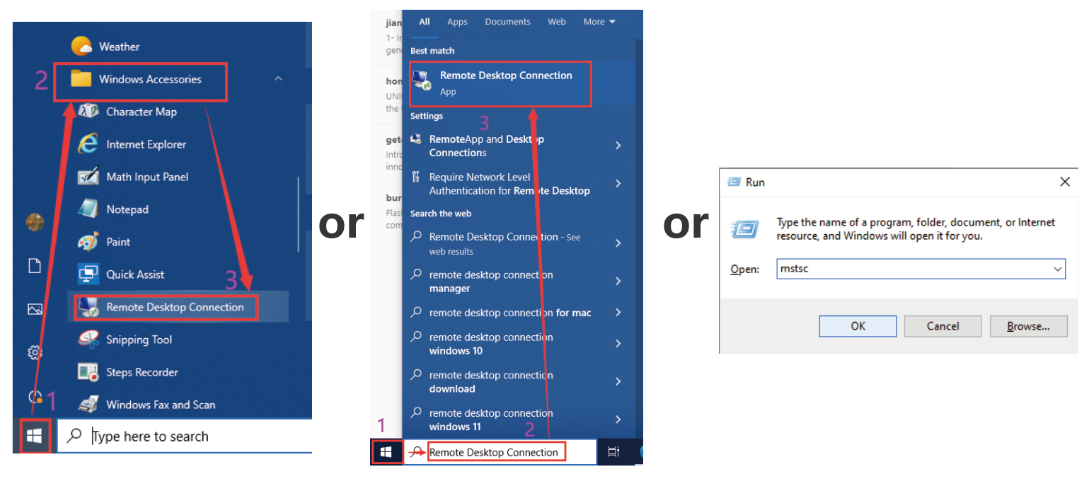 Weather
2
Windows Accessories
Character Map
Internet Explorer
Math Input Panel
Notepad
Paint
Quick Assist
3
Remote Desktop Connection
Snipping Tool
Steps Recorder
1
Windows Fax and Scan
Type here to search
or
jian
1- In
gene
hom
UNI
the
get-
Intro
inno
bur
Flas
com
All Apps Documents Web More
Best match
Remote Desktop Connection
App
3
Settings
RemoteApp and Desktop
Connections
Require Network Level
Authentication for Remote Desktop
Search the web
Remote Desktop Connection - See
web results
remote desktop connection
manager
remote desktop connection for mac
remote desktop connection
windows 10
remote desktop connection
download
remote desktop connection
windows 11
1
2
Remote Desktop Connection
or
Run
Type the name of a program, folder, document, or Internet
resource, and Windows will open it for you.
Open: mstsc
OK Cancel Browse...